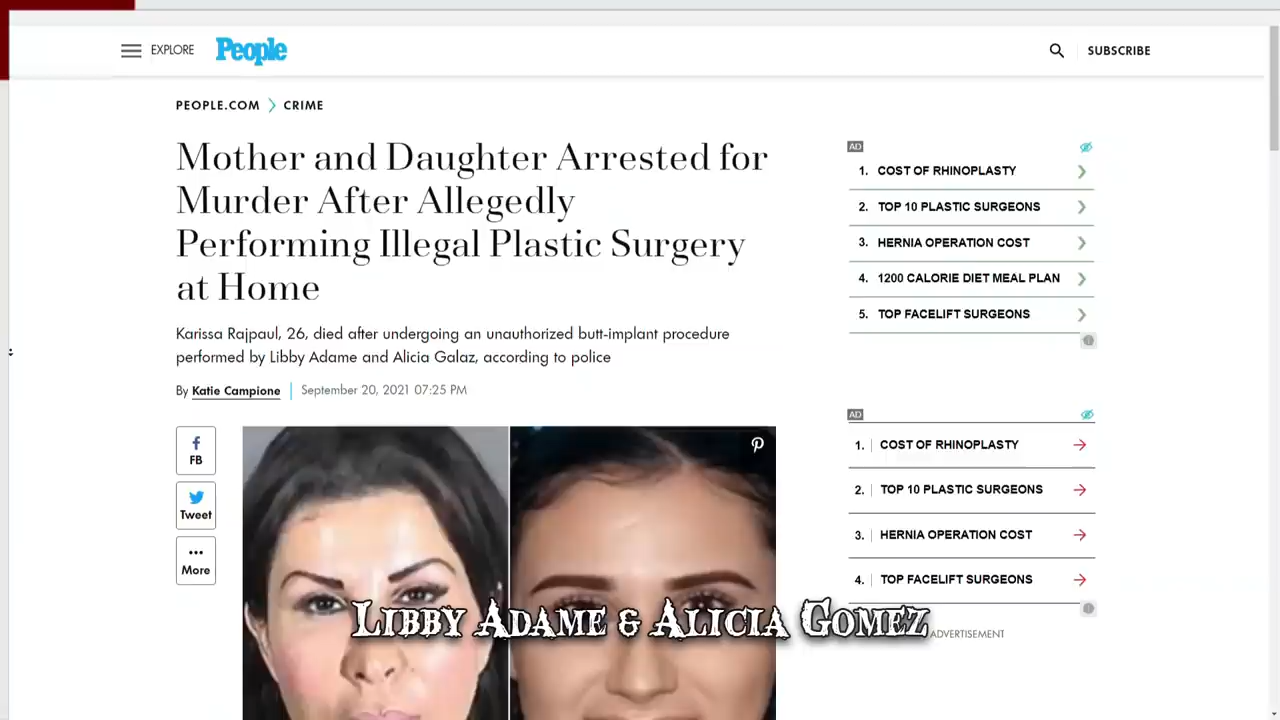 EXPLORE
People
SUBSCRIBE
PEOPLE.COM
CRIME
Mother and Daughter Arrested for
Murder After Allegedly
Performing Illegal Plastic Surgery
at Home
Karissa Rajpaul, 26, died after undergoing an unauthorized butt-implant procedure
performed by Libby Adame and Alicia Galaz, according to police
By Katie Campione
September 20, 2021 07:25 PM
FB
Tweet
More
LIBBY ADAME & ALICIA GOMEZ
AD
1. COST OF RHINOPLASTY
2. TOP 10 PLASTIC SURGEONS
3. HERNIA OPERATION COST
4. 1200 CALORIE DIET MEAL PLAN
5. TOP FACELIFT SURGEONS
AD
1. COST OF RHINOPLASTY
2. TOP 10 PLASTIC SURGEONS
3. HERNIA OPERATION COST
4. TOP FACELIFT SURGEONS
ADVERTISEMENT